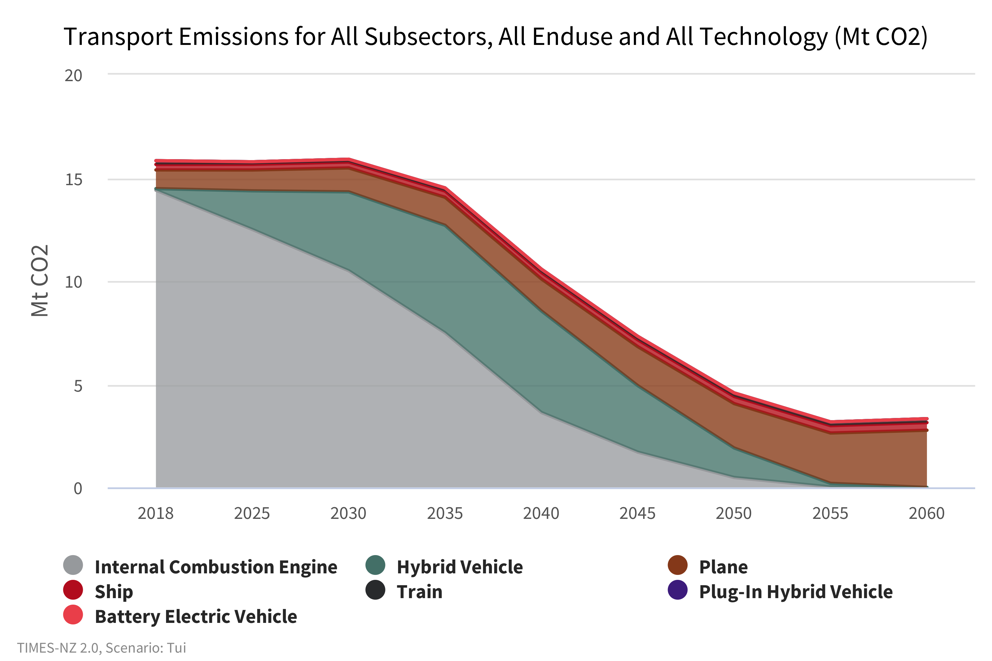 Transport Emissions for All Subsectors, All Enduse and All Technology (Mt CO2)
20
15
10
5
0
Mt CO2
2018 2025 2030 2035 2040 2045 2050 2055 2060
Internal Combustion Engine Hybrid Vehicle Plane
Ship Train Plug-In Hybrid Vehicle
Battery Electric Vehicle
TIMES-NZ 2.0, Scenario: Tui